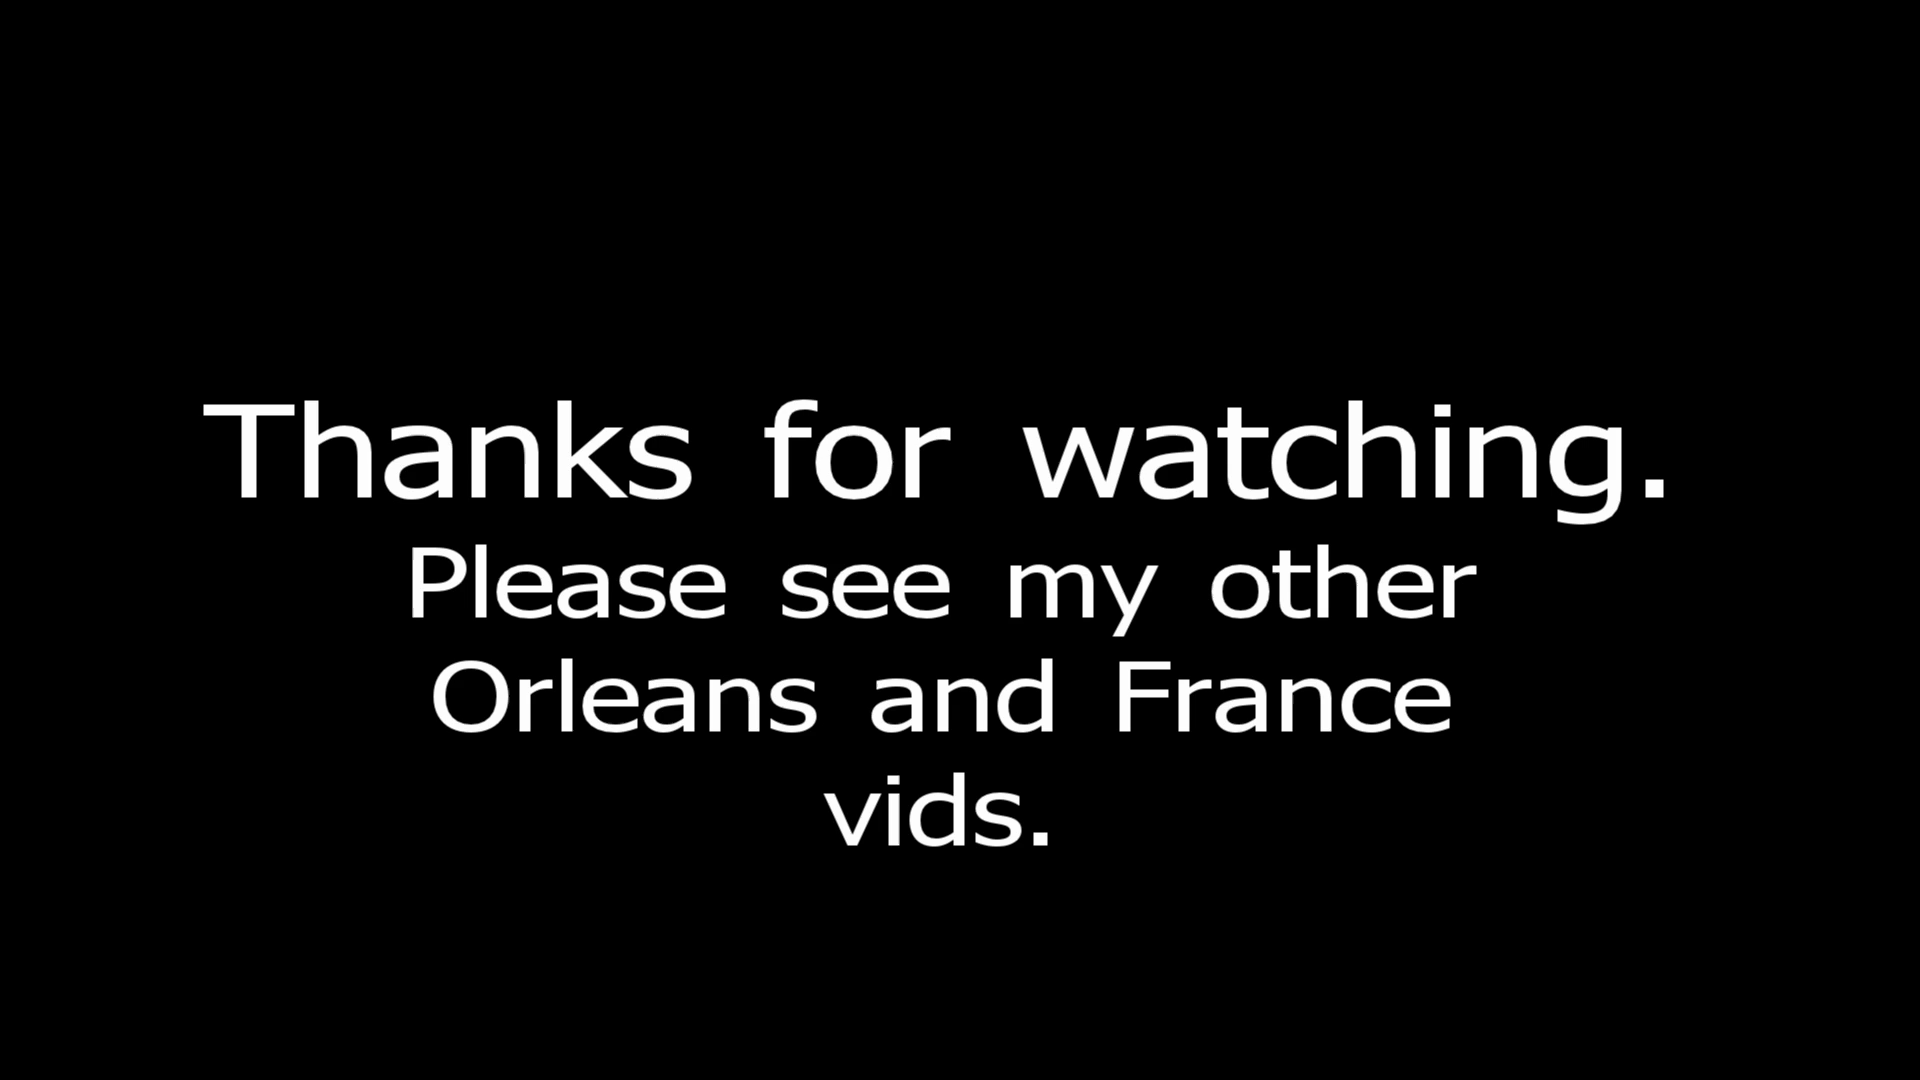 Thanks for watching.
Please see my other
Orleans and France
vids.